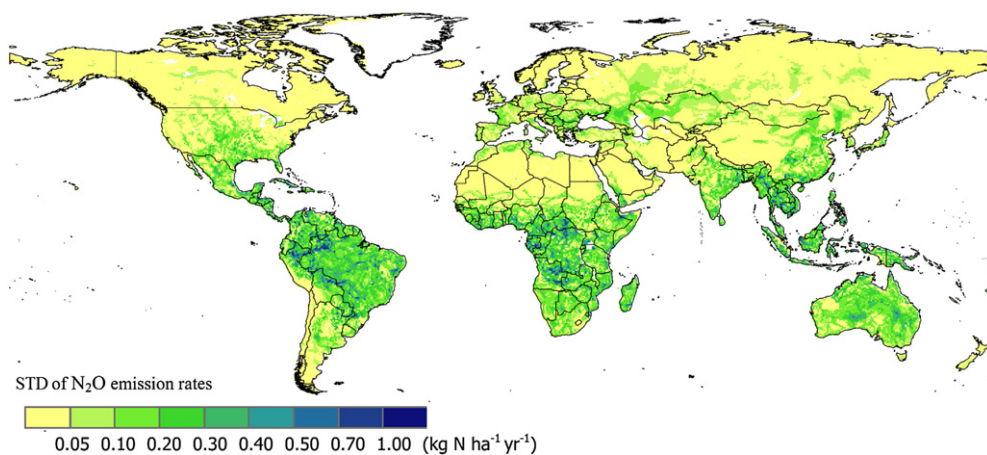 STD of N₂O emission rates
0.05 0.10 0.20 0.30 0.40 0.50 0.70 1.00 (kg N ha⁻¹ yr⁻¹)